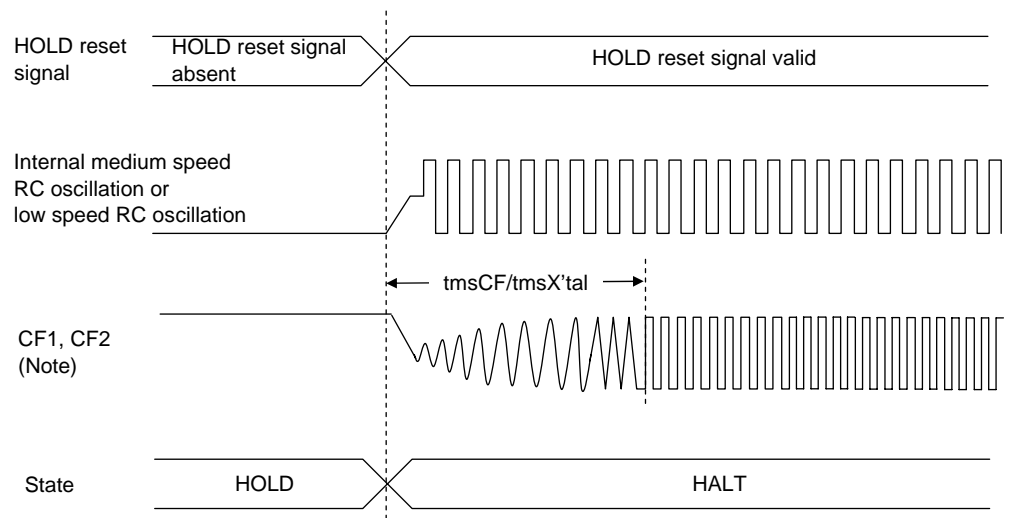 HOLD reset
signal
HOLD reset signal
absent
HOLD reset signal valid
Internal medium speed
RC oscillation or
low speed RC oscillation
tmsCF/tmsX'tal
CF1, CF2
(Note)
State
HOLD
HALT